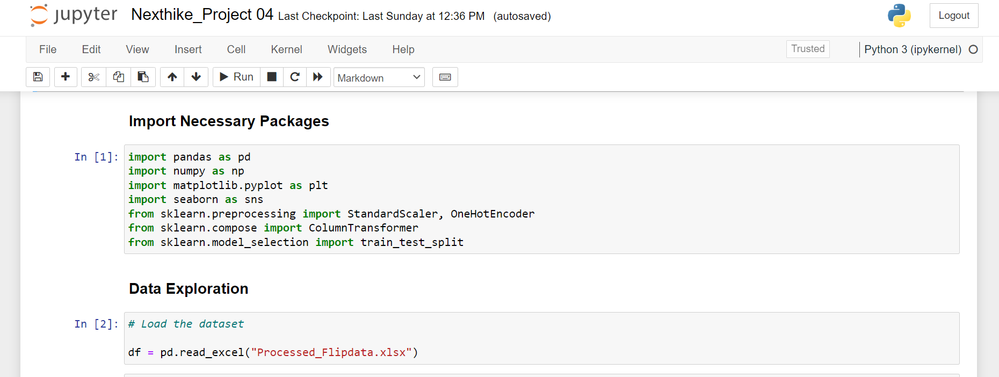 jupyter Nexthike_Project 04 Last Checkpoint: Last Sunday at 12:36 PM (autosaved) Logout
File Edit View Insert Cell Kernel Widgets Help Trusted Python 3 (ipykernel)
Run Markdown
Import Necessary Packages
In [1]: import pandas as pd
import numpy as np
import matplotlib.pyplot as plt
import seaborn as sns
from sklearn.preprocessing import StandardScaler, OneHotEncoder
from sklearn.compose import ColumnTransformer
from sklearn.model_selection import train_test_split
Data Exploration
In [2]: # Load the dataset
df = pd.read_excel("Processed_Flipdata.xlsx")